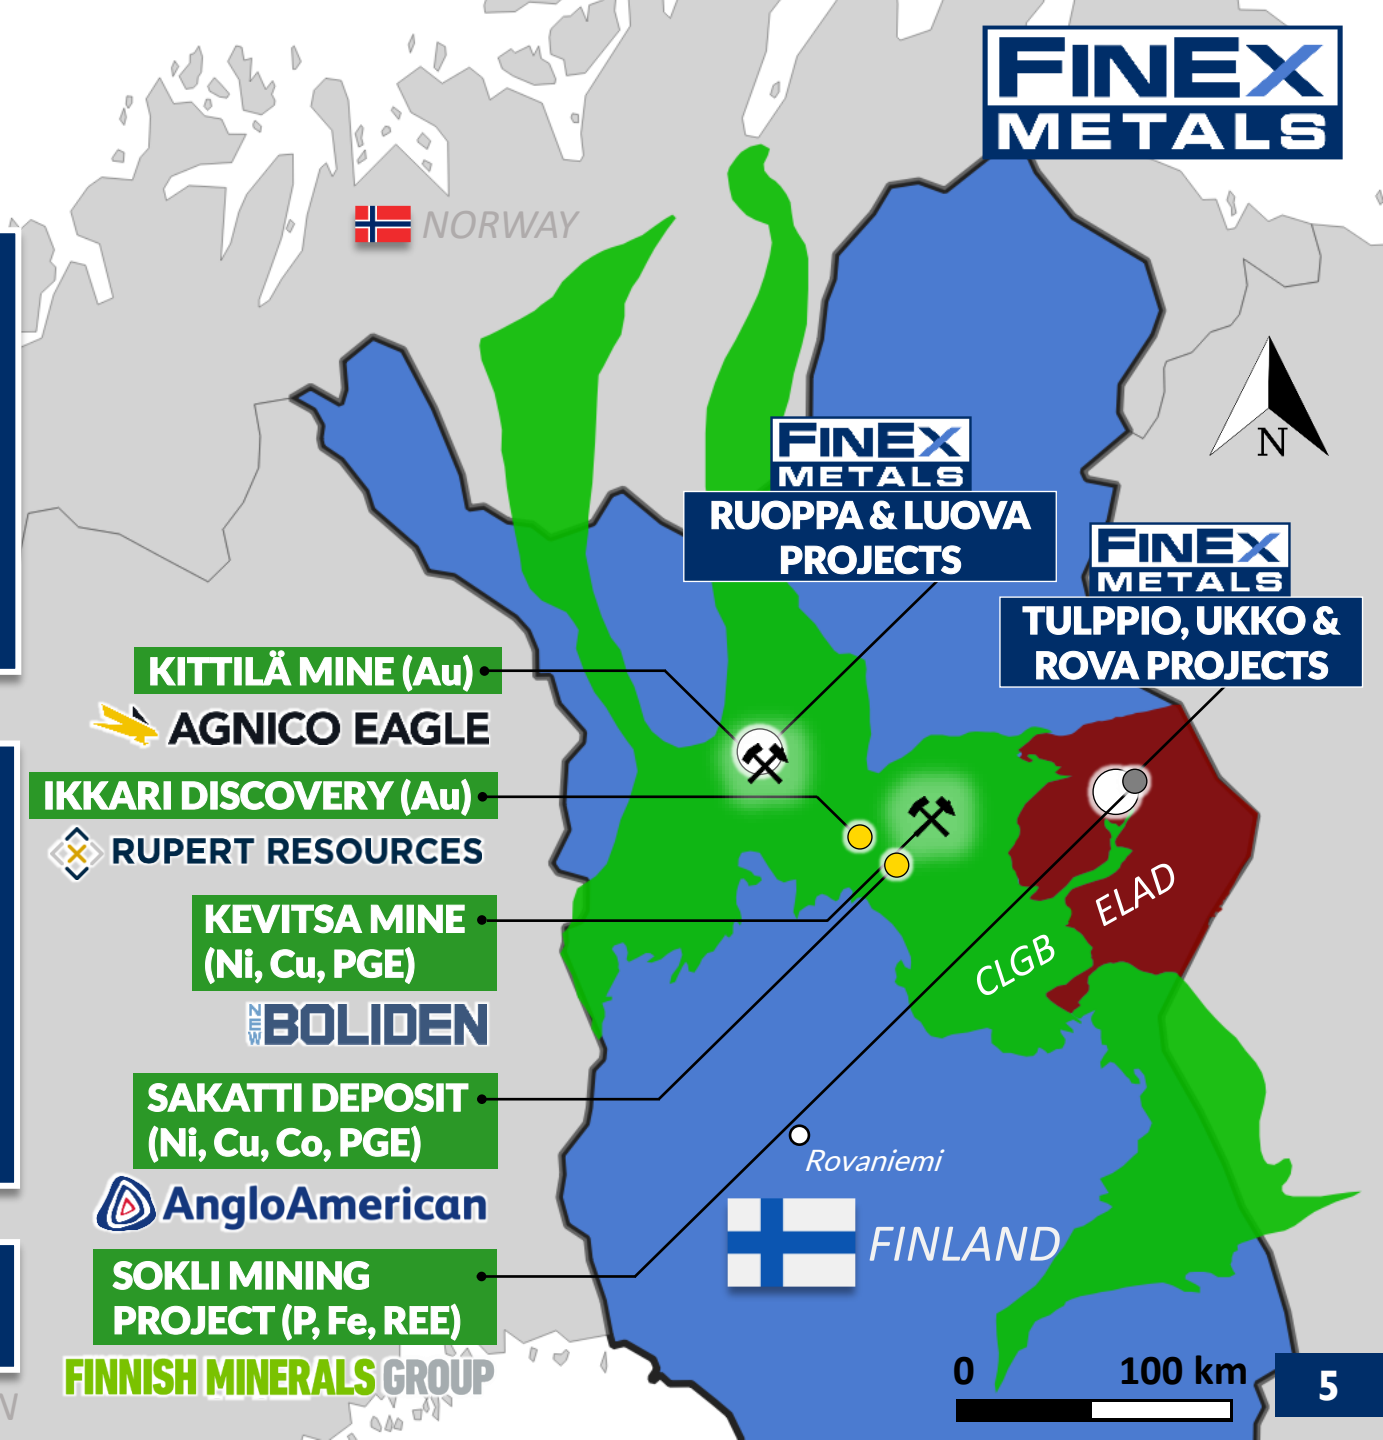 FINEX
METALS
NORWAY
N
FINEX
METALS
RUOPPA & LUOVA
PROJECTS
FINEX
METALS
TULPPIO, UKKO &
ROVA PROJECTS
KITTILÄ MINE (Au)
AGNICO EAGLE
IKKARI DISCOVERY (Au)
RUPERT RESOURCES
KEVITSA MINE
(Ni, Cu, PGE)
NEW BOLIDEN
ELAD
CLGB
SAKATTI DEPOSIT
(Ni, Cu, Co, PGE)
AngloAmerican
Rovaniemi
FINLAND
SOKLI MINING
PROJECT (P, Fe, REE)
FINNISH MINERALS GROUP
0 100 km
5